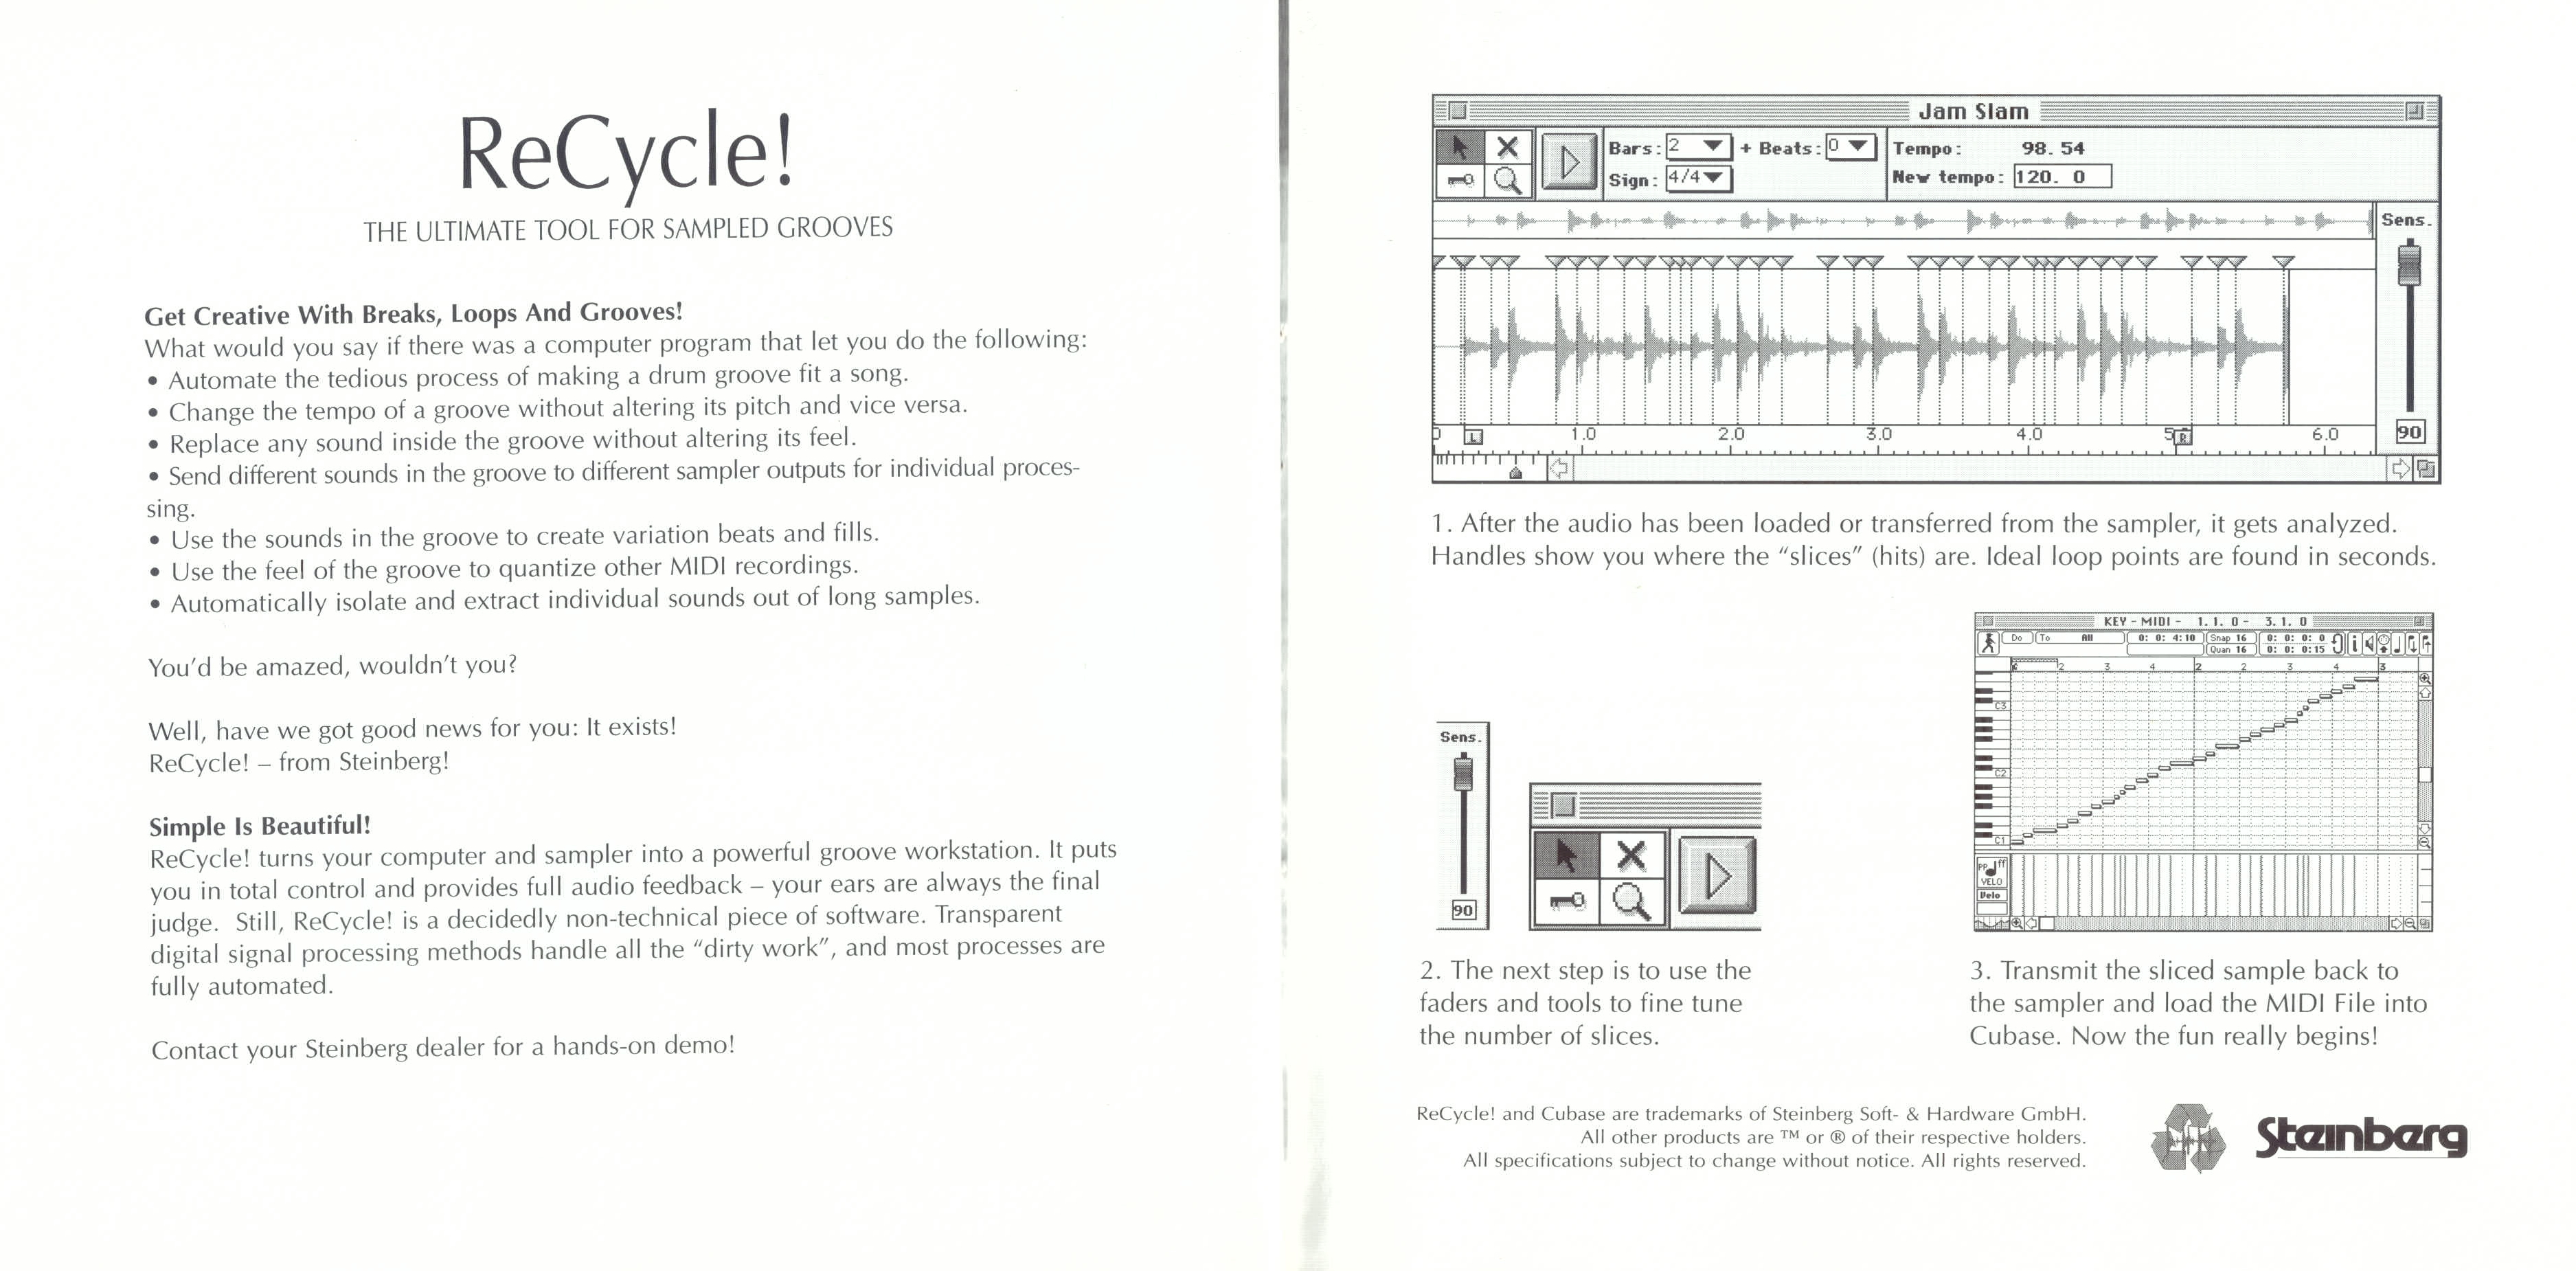 ReCycle!
THE ULTIMATE TOOL FOR SAMPLED GROOVES
Get Creative With Breaks, Loops And Grooves!
What would you say if there was a computer program that let you do the following:
• Automate the tedious process of making a drum groove fit a song.
• Change the tempo of a groove without altering its pitch and vice versa.
• Replace any sound inside the groove without altering its feel.
• Send different sounds in the groove to different sampler outputs for individual proces-
sing.
• Use the sounds in the groove to create variation beats and fills.
• Use the feel of the groove to quantize other MIDI recordings.
• Automatically isolate and extract individual sounds out of long samples.
You'd be amazed, wouldn't you?
Well, have we got good news for you: It exists!
ReCycle! – from Steinberg!
Simple Is Beautiful!
ReCycle! turns your computer and sampler into a powerful groove workstation. It puts
you in total control and provides full audio feedback – your ears are always the final
judge.  Still, ReCycle! is a decidedly non-technical piece of software. Transparent
digital signal processing methods handle all the "dirty work", and most processes are
fully automated.
Contact your Steinberg dealer for a hands-on demo!
Jam Slam
Bars: 2 + Beats: 0 Tempo: 98. 54
Sign: 4/4 New tempo: 120. 0
Sens.
90
0 L 1.0 2.0 3.0 4.0 5 R 6.0
1. After the audio has been loaded or transferred from the sampler, it gets analyzed.
Handles show you where the "slices" (hits) are. Ideal loop points are found in seconds.
Sens.
90
2. The next step is to use the
faders and tools to fine tune
the number of slices.
KEY - MIDI - 1. 1. 0 - 3. 1. 0
Do To All 0: 0: 4:10 Snap 16 0: 0: 0: 0
Quan 16 0: 0: 0:15
2 3 4 2 2 3 4 3
C3
C2
C1
PP ff
VELO
Velo
3. Transmit the sliced sample back to
the sampler and load the MIDI File into
Cubase. Now the fun really begins!
ReCycle! and Cubase are trademarks of Steinberg Soft- & Hardware GmbH.
All other products are ™ or ® of their respective holders.
All specifications subject to change without notice. All rights reserved.
Steinberg